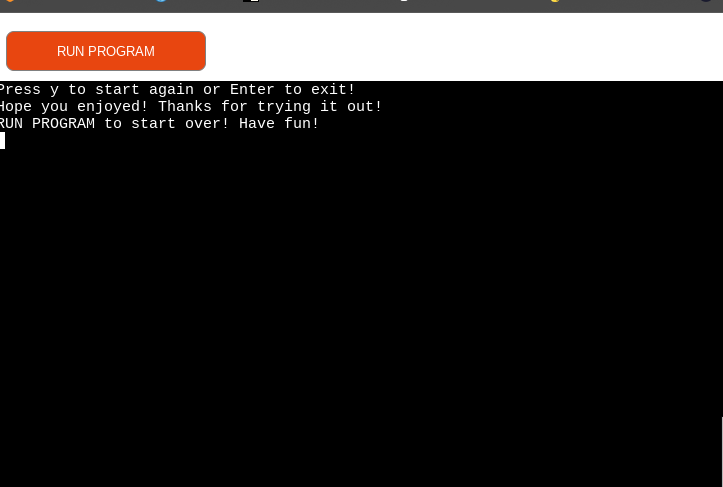 RUN PROGRAM
Press y to start again or Enter to exit!
Hope you enjoyed! Thanks for trying it out!
RUN PROGRAM to start over! Have fun!